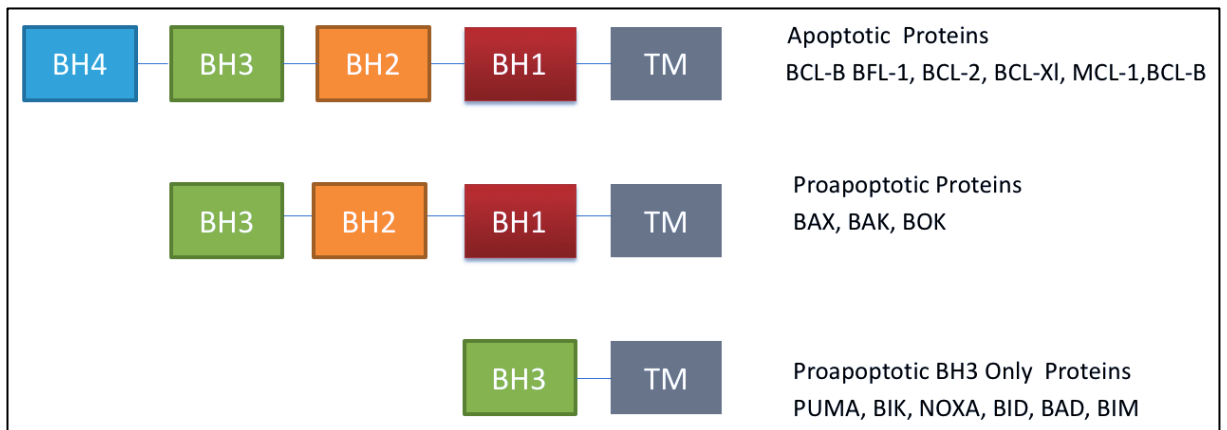 BH4 BH3 BH2 BH1 TM
Apoptotic Proteins
BCL-B BFL-1, BCL-2, BCL-Xl, MCL-1,BCL-B
BH3 BH2 BH1 TM
Proapoptotic Proteins
BAX, BAK, BOK
BH3 TM
Proapoptotic BH3 Only Proteins
PUMA, BIK, NOXA, BID, BAD, BIM